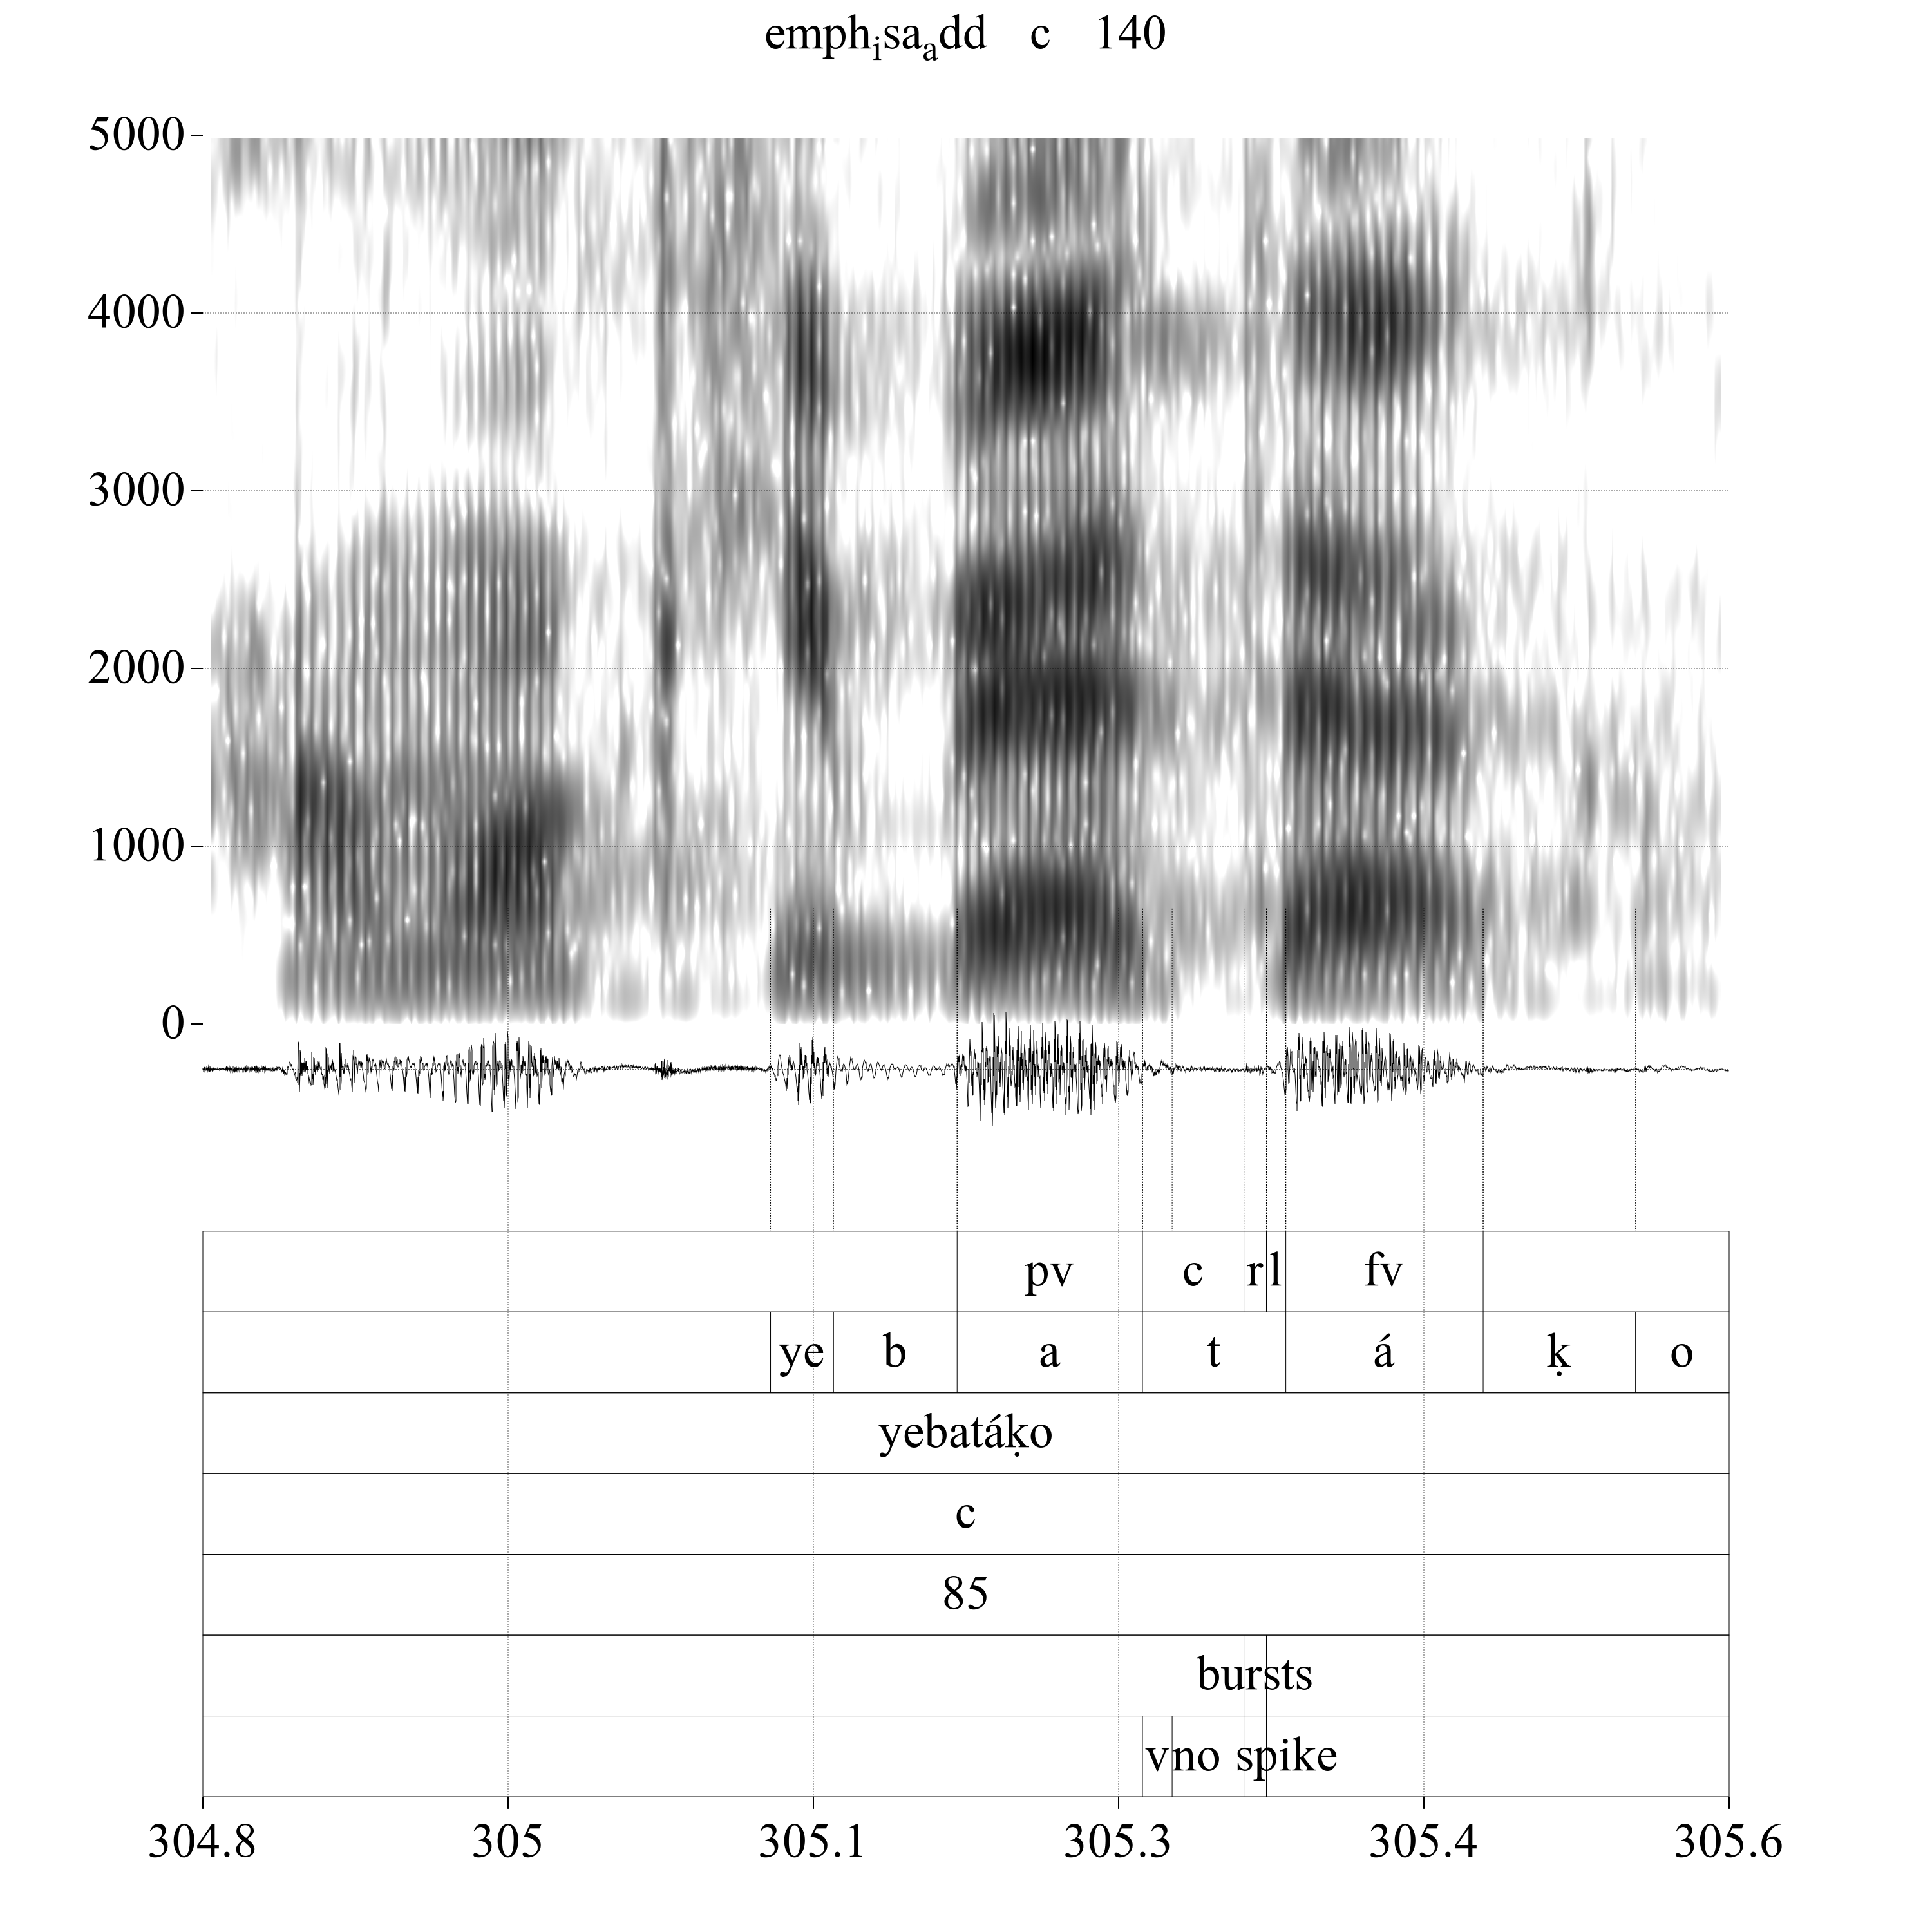 emphᵢsaₐdd c 140
5000
4000
3000
2000
1000
0
pv c r l fv
ye b a t á ḳ o
yebatáḳo
c
85
bursts
v no spike
304.8 305 305.1 305.3 305.4 305.6